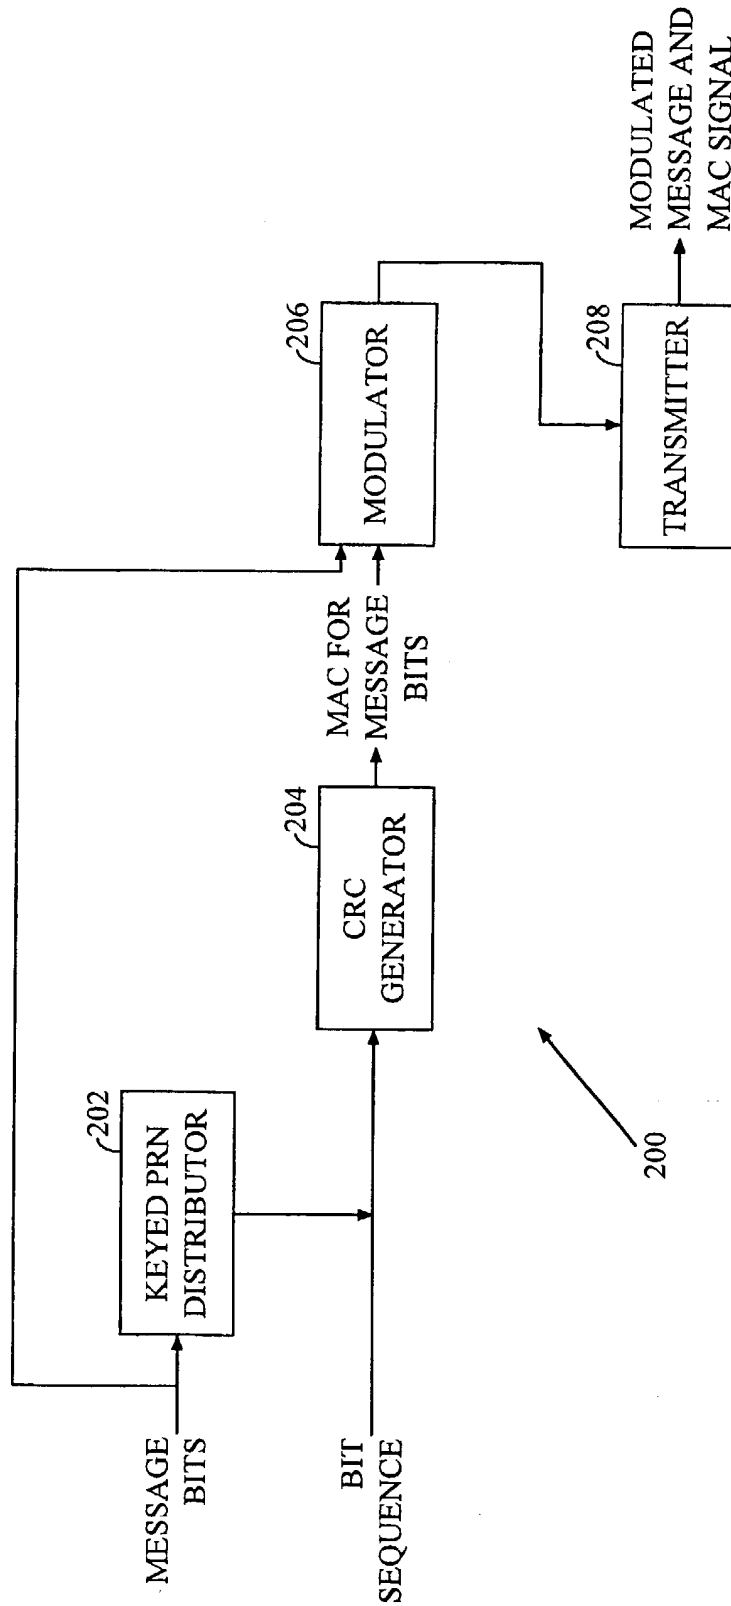 MESSAGE
BITS
202
KEYED PRN
DISTRIBUTOR
BIT
SEQUENCE
204
CRC
GENERATOR
MAC FOR
MESSAGE
BITS
206
MODULATOR
208
TRANSMITTER
MODULATED
MESSAGE AND
MAC SIGNAL
200